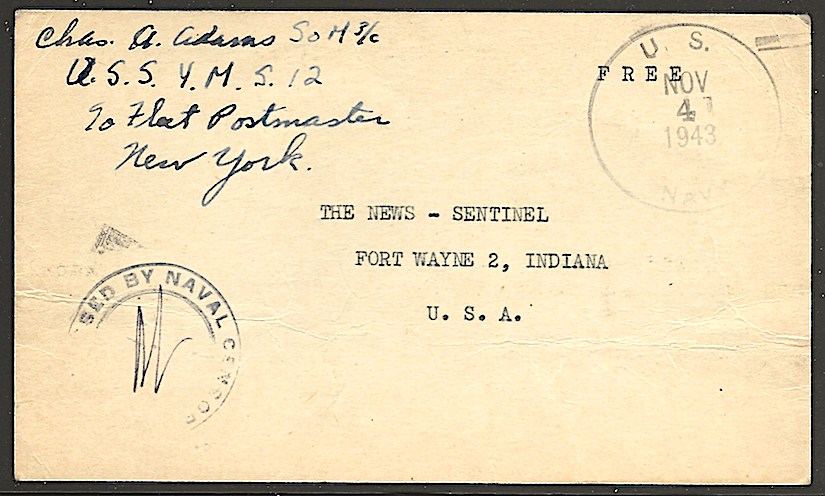 Chas. A. Adams SoM 3/c
U.S.S. Y.M.S. 12
c/o Fleet Postmaster
New York.
FREE
U. S.
NOV
4
1943
NAV
THE NEWS - SENTINEL
FORT WAYNE 2, INDIANA
U. S. A.
SED BY NAVAL CENSOR